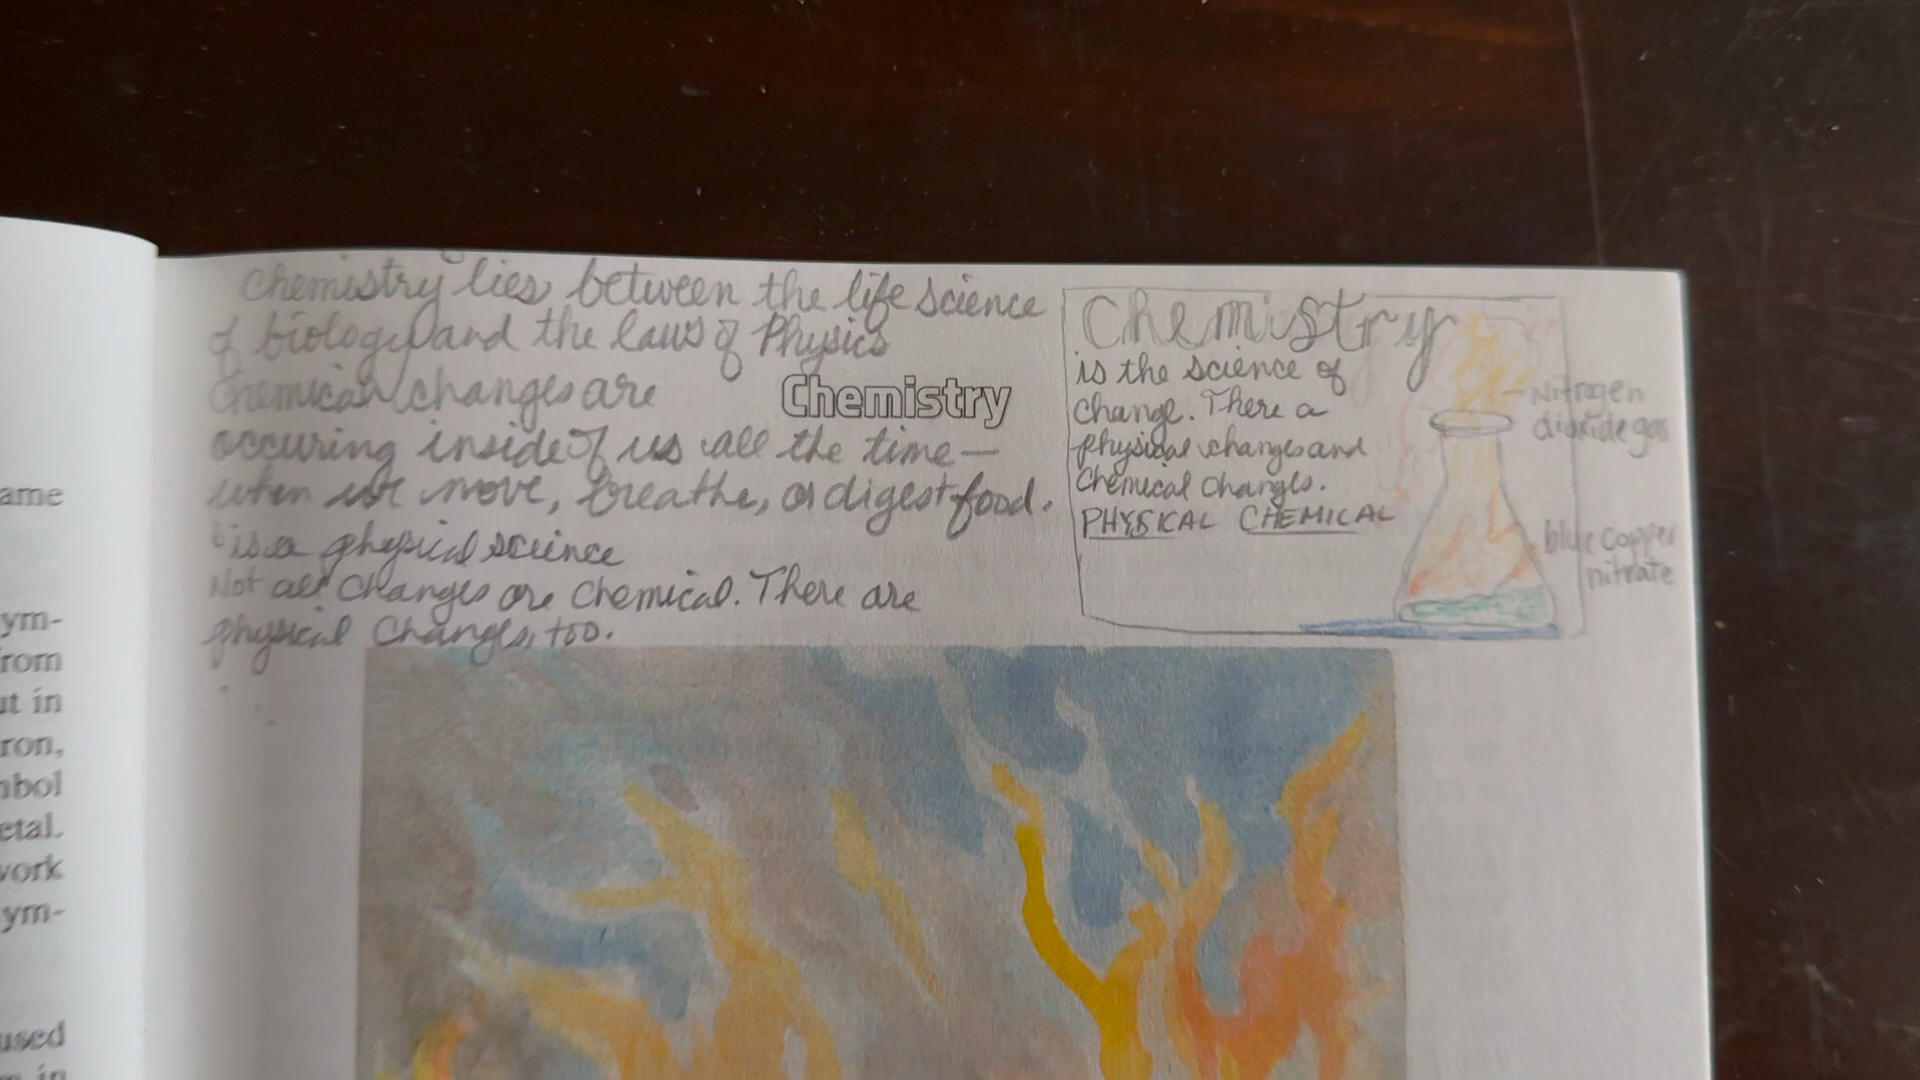 chemistry lies between the life science
of biology and the laws of Physics
Chemical changes are
Chemistry
occuring inside of us all the time—
when we move, breathe, or digest food.
is a physical science
Not all Changes are Chemical. There are
physical Changes, too.
Chemistry
is the science of
change. There a
physical changes and
Chemical Changes.
PHYSICAL CHEMICAL
Nitrogen
dioxide gas
blue copper
nitrate
ame
ym-
rom
ut in
ron,
nbol
etal.
work
ym-
used